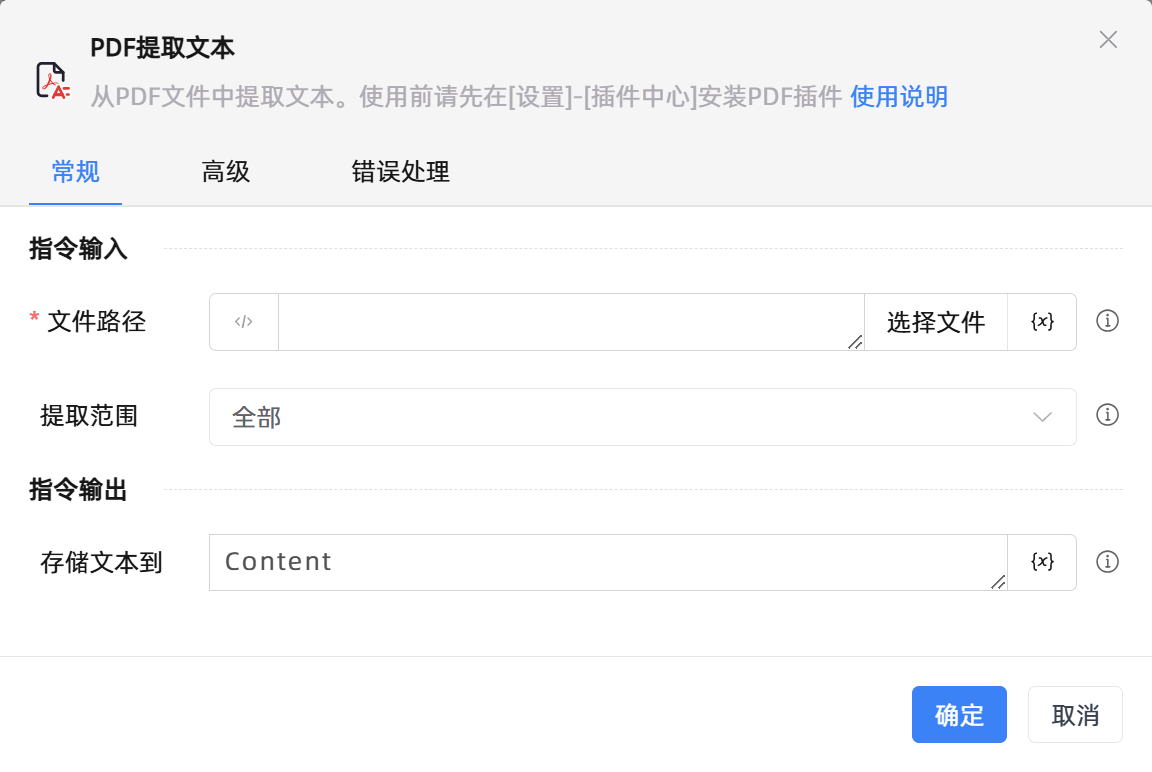 PDF提取文本
从PDF文件中提取文本。使用前请先在[设置]-[插件中心]安装PDF插件 使用说明
常规 高级 错误处理
指令输入
* 文件路径 </> 选择文件 {x}
提取范围 全部
指令输出
存储文本到 Content {x}
确定 取消